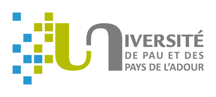 UNIVERSITÉ
DE PAU ET DES
PAYS DE L'ADOUR